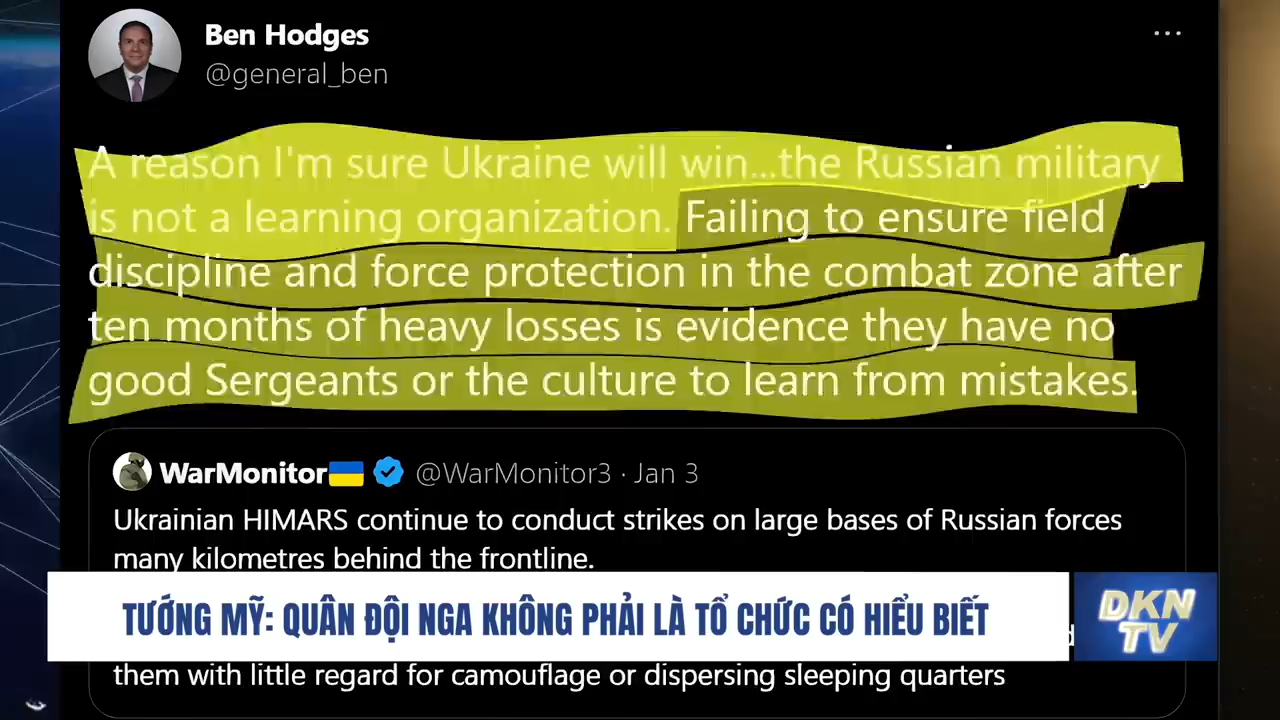 Ben Hodges
@general_ben
A reason I'm sure Ukraine will win...the Russian military
is not a learning organization. Failing to ensure field
discipline and force protection in the combat zone after
ten months of heavy losses is evidence they have no
good Sergeants or the culture to learn from mistakes.
WarMonitor🇺🇦 @WarMonitor3 · Jan 3
Ukrainian HIMARS continue to conduct strikes on large bases of Russian forces
many kilometres behind the frontline.
TƯỚNG MỸ: QUÂN ĐỘI NGA KHÔNG PHẢI LÀ TỔ CHỨC CÓ HIỂU BIẾT
DKN
TV
them with little regard for camouflage or dispersing sleeping quarters